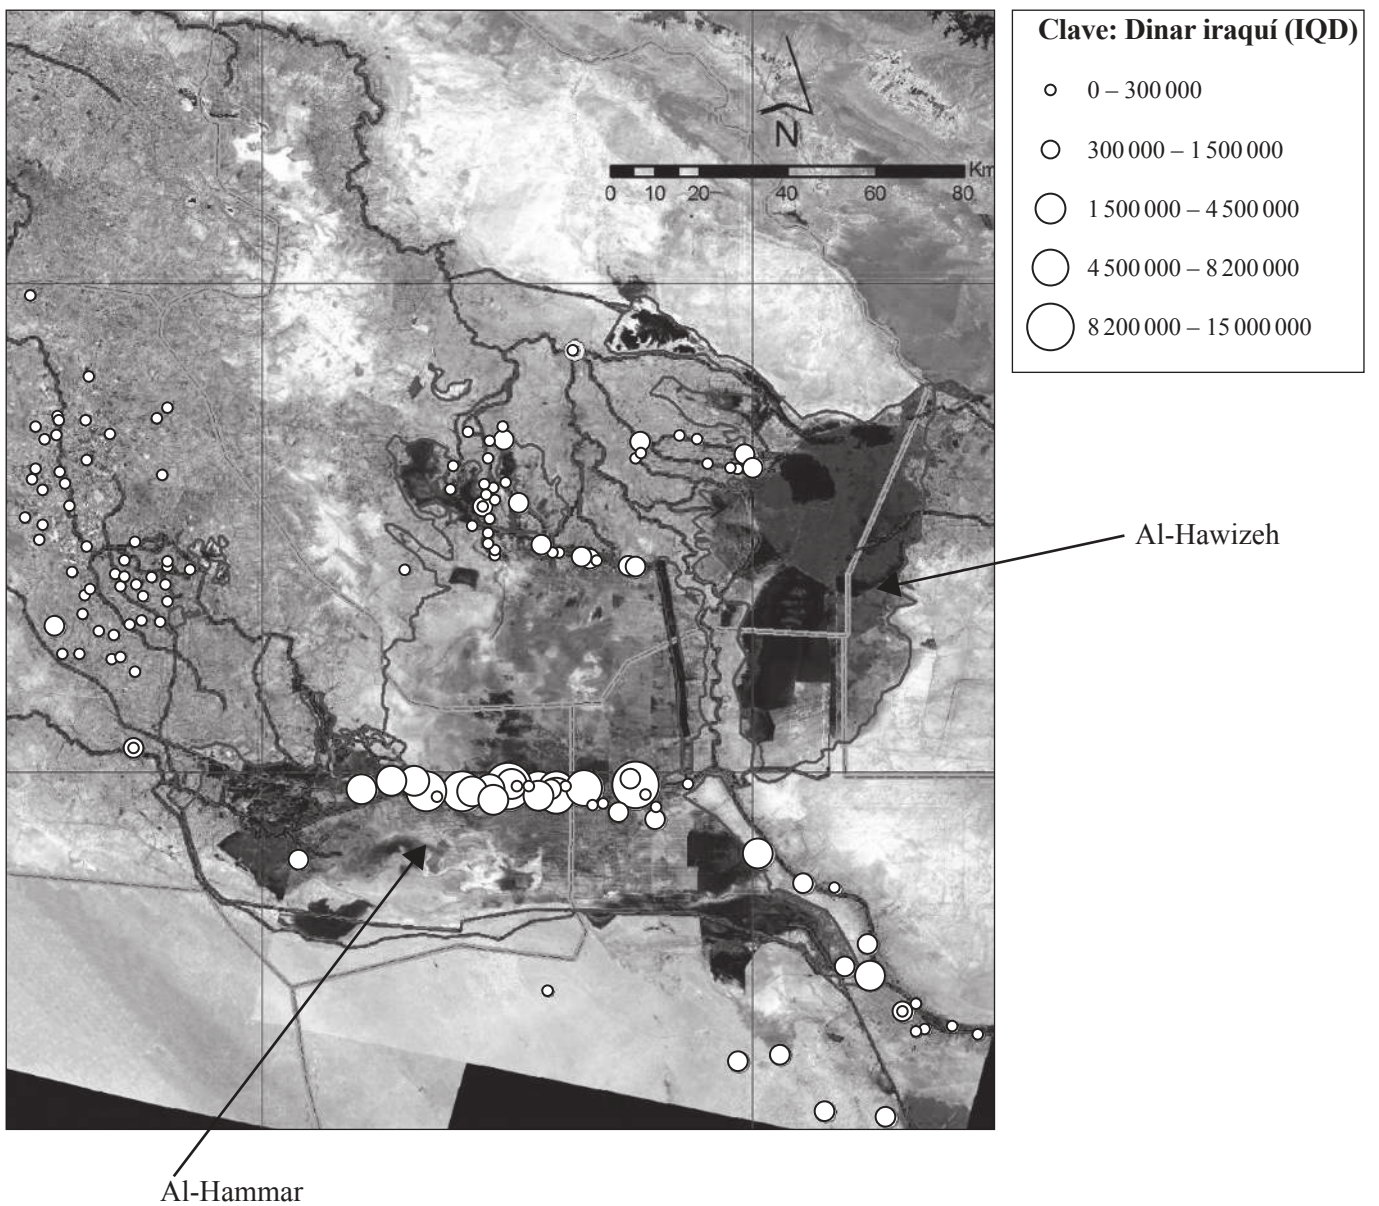 Clave: Dinar iraquí (IQD)
0 – 300 000
300 000 – 1 500 000
1 500 000 – 4 500 000
4 500 000 – 8 200 000
8 200 000 – 15 000 000
N
Km
0 10 20 40 60 80
Al-Hawizeh
Al-Hammar